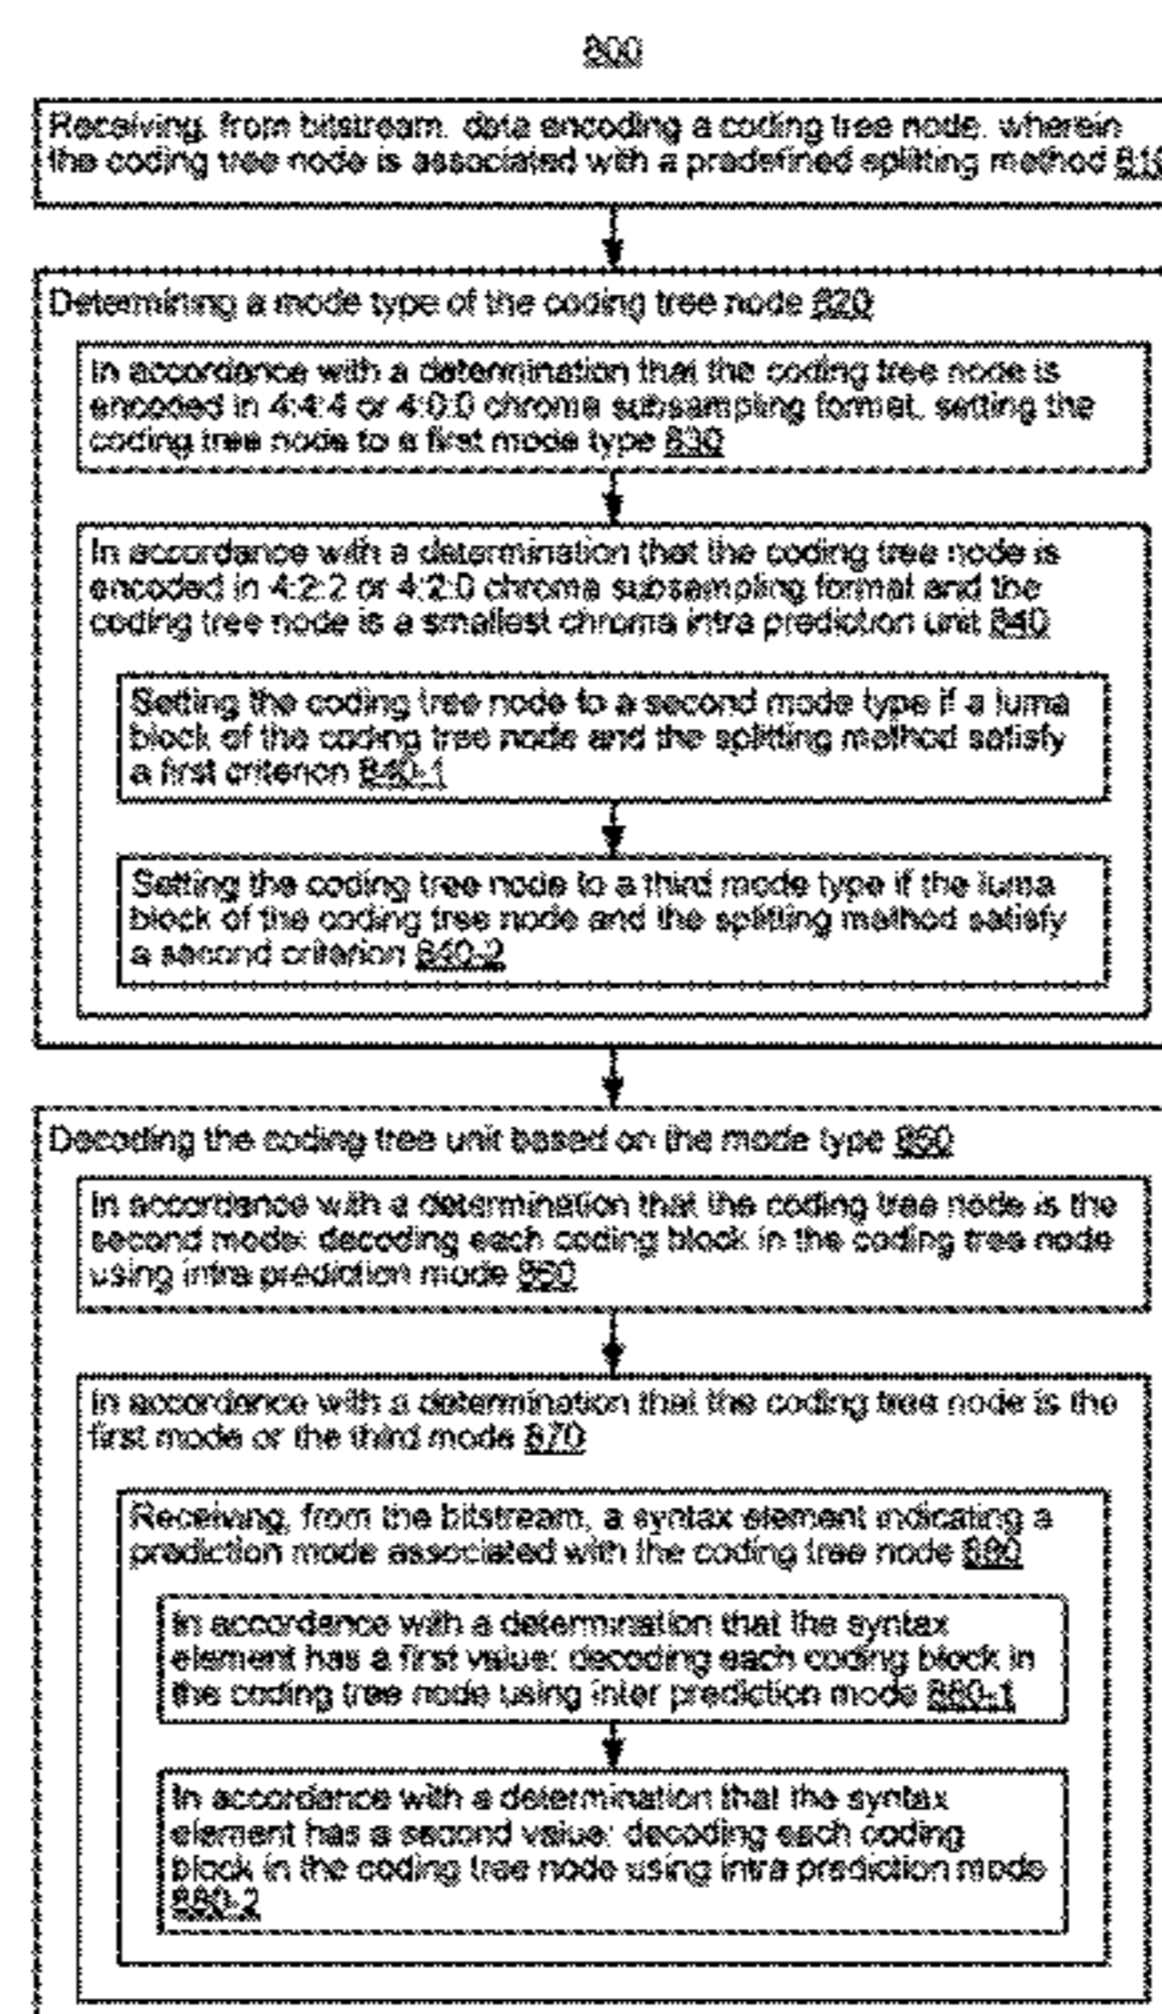 800
Receiving, from bitstream, data encoding a coding tree node, wherein
the coding tree node is associated with a predefined splitting method 810
Determining a mode type of the coding tree node 820
In accordance with a determination that the coding tree node is
encoded in 4:4:4 or 4:0:0 chroma subsampling format, setting the
coding tree node to a first mode type 830
In accordance with a determination that the coding tree node is
encoded in 4:2:2 or 4:2:0 chroma subsampling format and the
coding tree node is a smallest chroma intra prediction unit 840
Setting the coding tree node to a second mode type if a luma
block of the coding tree node and the splitting method satisfy
a first criterion 840-1
Setting the coding tree node to a third mode type if the luma
block of the coding tree node and the splitting method satisfy
a second criterion 840-2
Decoding the coding tree unit based on the mode type 850
In accordance with a determination that the coding tree node is the
second mode: decoding each coding block in the coding tree node
using intra prediction mode 860
In accordance with a determination that the coding tree node is the
first mode or the third mode 870
Receiving, from the bitstream, a syntax element indicating a
prediction mode associated with the coding tree node 880
In accordance with a determination that the syntax
element has a first value: decoding each coding block in
the coding tree node using inter prediction mode 880-1
In accordance with a determination that the syntax
element has a second value: decoding each coding
block in the coding tree node using intra prediction mode
880-2